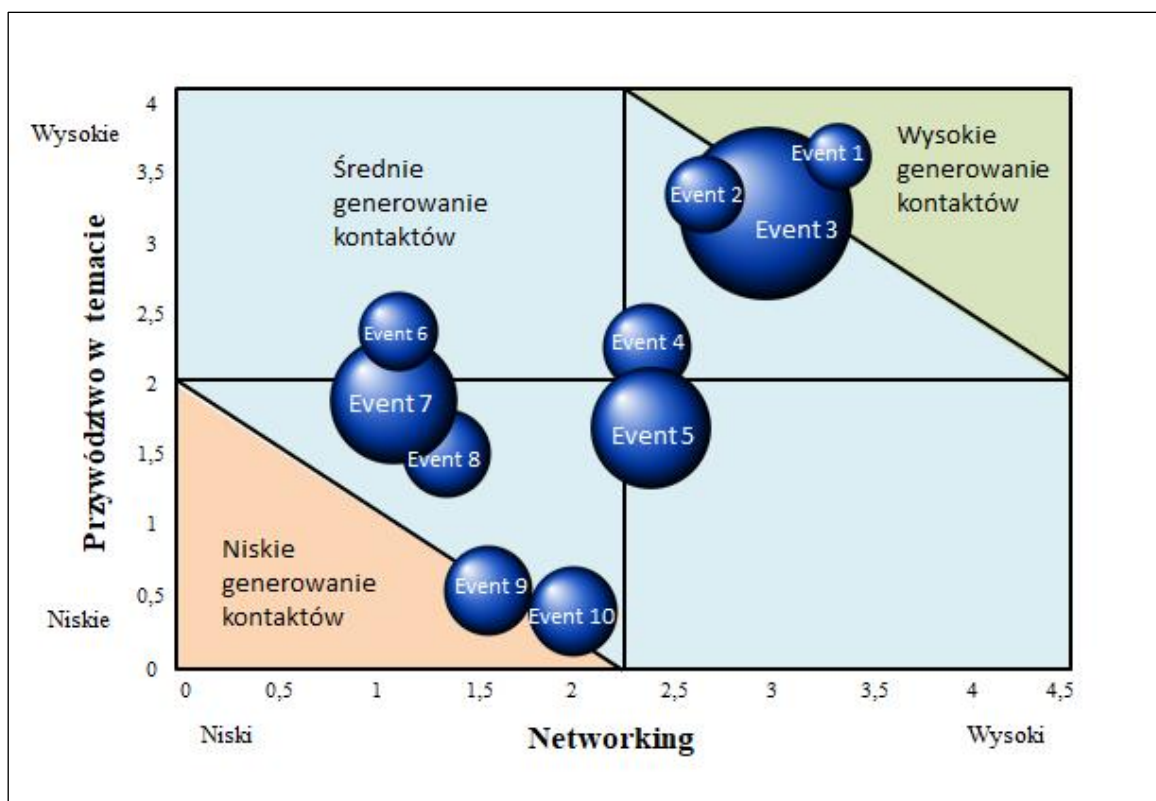 4
Wysokie
3,5
3
2,5
2
1,5
1
0,5
Niskie
0
Przywództwo w temacie
Średnie
generowanie
kontaktów
Wysokie
generowanie
kontaktów
Niskie
generowanie
kontaktów
Event 1
Event 2
Event 3
Event 4
Event 5
Event 6
Event 7
Event 8
Event 9
Event 10
0 0,5 1 1,5 2 2,5 3 3,5 4 4,5
Niski Networking Wysoki